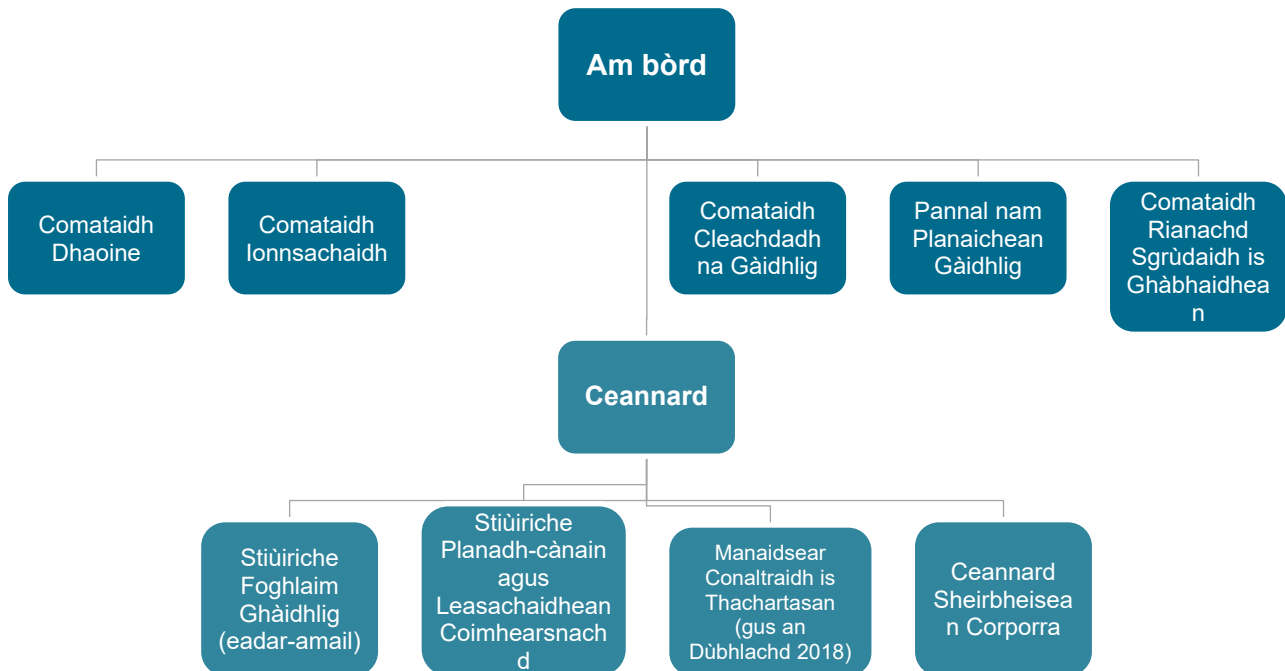 Am bòrd
Comataidh
Dhaoine
Comataidh
Ionnsachaidh
Comataidh
Cleachdadh
na Gàidhlig
Pannal nam
Planaichean
Gàidhlig
Comataidh
Rianachd
Sgrùdaidh is
Ghàbhaidhea
n
Ceannard
Stiùiriche
Foghlaim
Ghàidhlig
(eadar-amail)
Stiùiriche
Planadh-cànain
agus
Leasachaidhean
Coimhearsnach
d
Manaidsear
Conaltraidh is
Thachartasan
(gus an
Dùbhlachd 2018)
Ceannard
Sheirbheisea
n Corporra